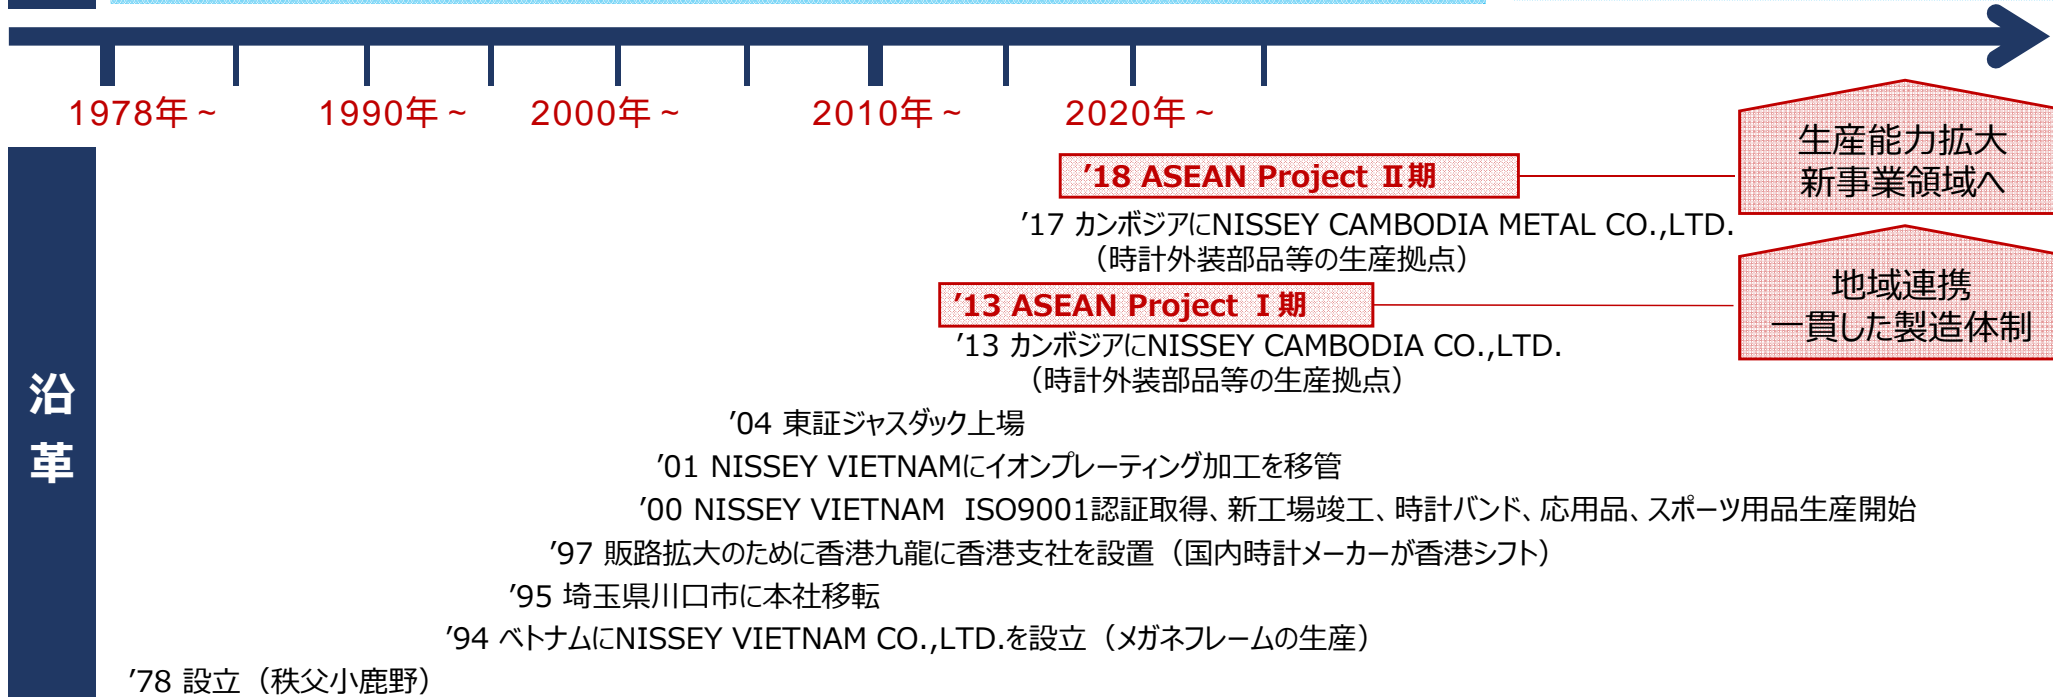 1978年 ~
1990年 ~
2000年 ~
2010年 ~
2020年 ~
沿
革
’18 ASEAN Project Ⅱ期
生産能力拡大
新事業領域へ
’17 カンボジアにNISSEY CAMBODIA METAL CO.,LTD.
（時計外装部品等の生産拠点）
’13 ASEAN Project Ⅰ期
地域連携
一貫した製造体制
’13 カンボジアにNISSEY CAMBODIA CO.,LTD.
（時計外装部品等の生産拠点）
’04 東証ジャスダック上場
’01 NISSEY VIETNAMにイオンプレーティング加工を移管
’00 NISSEY VIETNAM ISO9001認証取得、新工場竣工、時計バンド、応用品、スポーツ用品生産開始
’97 販路拡大のために香港九龍に香港支社を設置（国内時計メーカーが香港シフト）
’95 埼玉県川口市に本社移転
’94 ベトナムにNISSEY VIETNAM CO.,LTD.を設立（メガネフレームの生産）
’78 設立（秩父小鹿野）